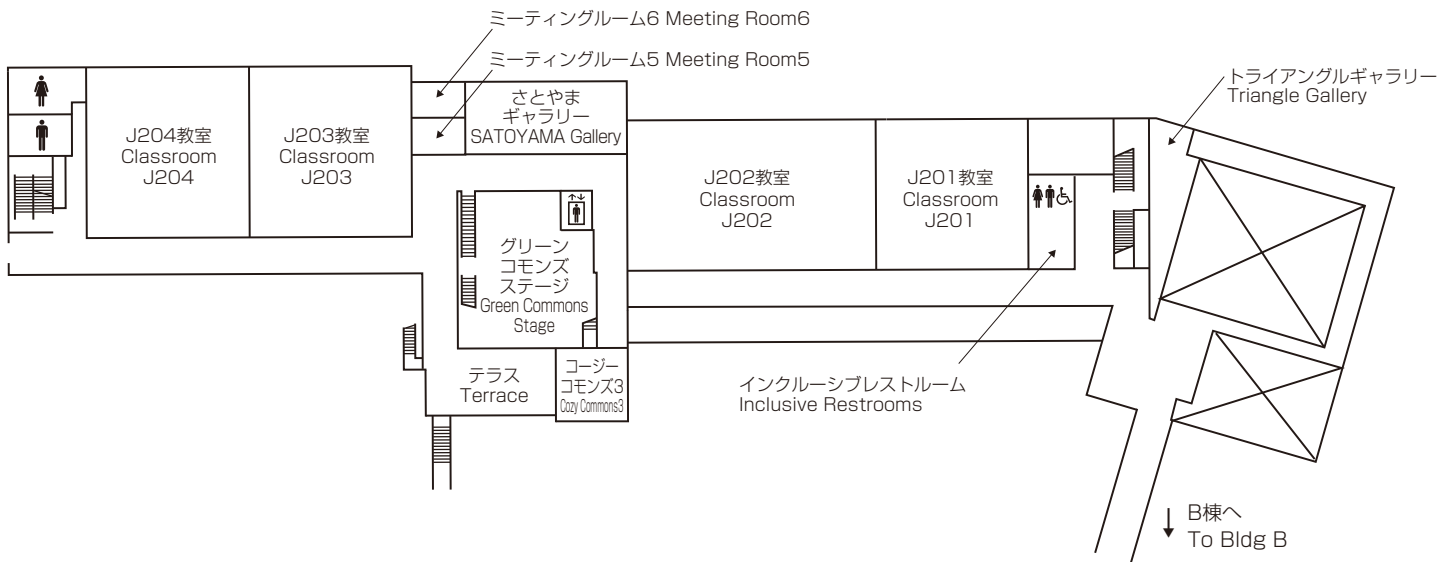 ミーティングルーム6 Meeting Room6
ミーティングルーム5 Meeting Room5
トライアングルギャラリー
Triangle Gallery
J204教室
Classroom
J204
J203教室
Classroom
J203
さとやま
ギャラリー
SATOYAMA Gallery
J202教室
Classroom
J202
J201教室
Classroom
J201
グリーン
コモンズ
ステージ
Green Commons
Stage
テラス
Terrace
コージー
コモンズ3
Cozy Commons3
インクルーシブレストルーム
Inclusive Restrooms
B棟へ
To Bldg B